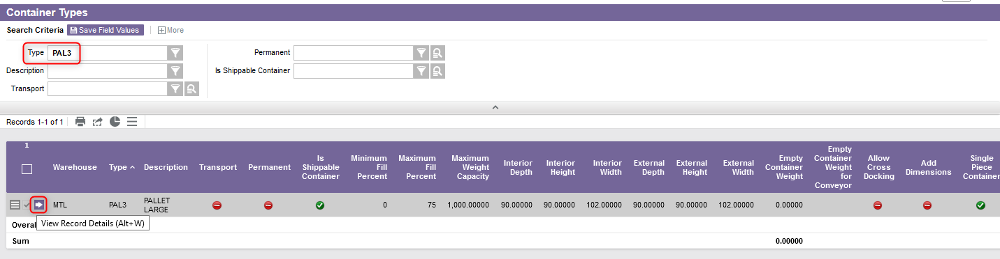 Container Types
Search Criteria Save Field Values More
Type PAL3 Permanent
Description Is Shippable Container
Transport
Records 1-1 of 1
1
Warehouse Type Description Transport Permanent Is Shippable Container Minimum Fill Percent Maximum Fill Percent Maximum Weight Capacity Interior Depth Interior Height Interior Width External Depth External Height External Width Empty Container Weight Empty Container Weight for Conveyor Allow Cross Docking Add Dimensions Single Piece Container
MTL PAL3 PALLET LARGE 0 75 1,000.00000 90.00000 90.00000 102.00000 90.00000 90.00000 102.00000 0.00000
Overal
View Record Details (Alt+W)
Sum 0.00000